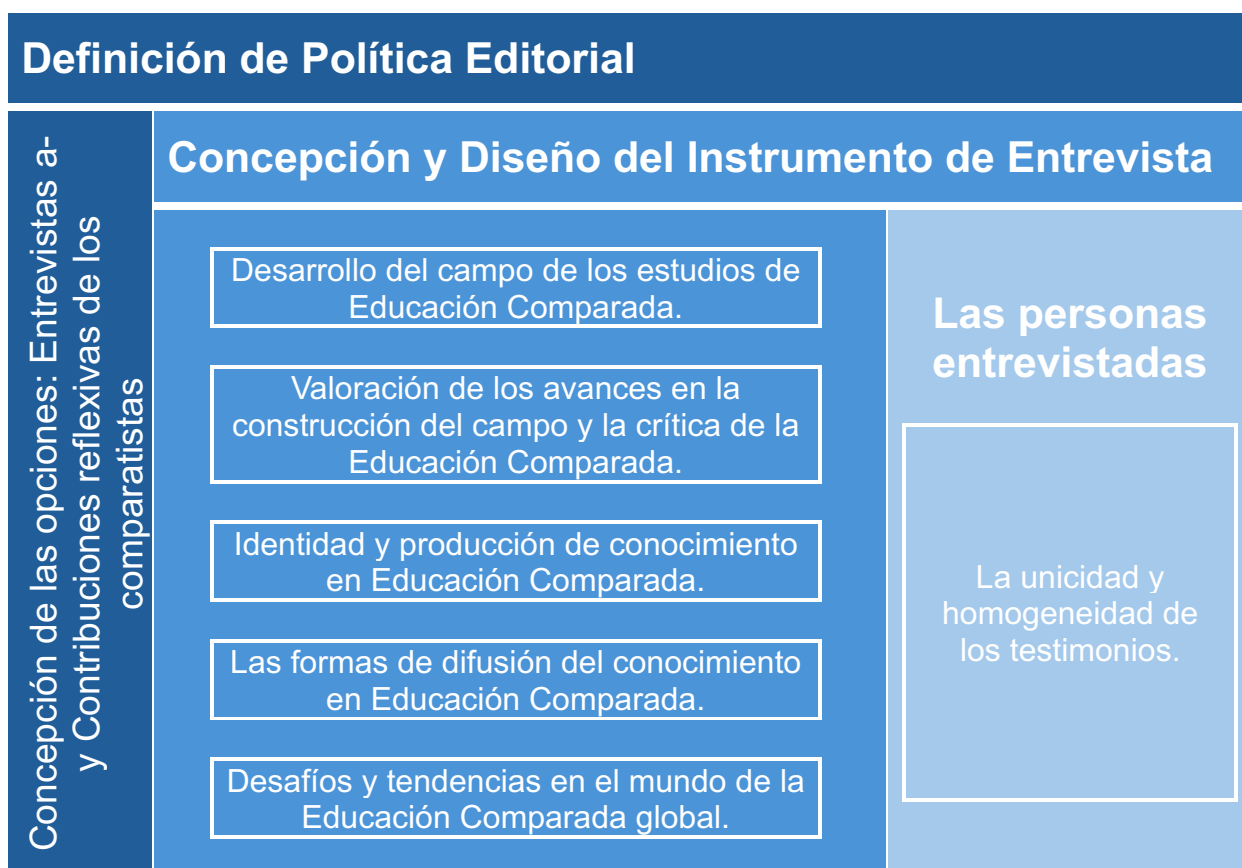 Definición de Política Editorial
Concepción de las opciones: Entrevistas a-
y Contribuciones reflexivas de los
comparatistas
Concepción y Diseño del Instrumento de Entrevista
Desarrollo del campo de los estudios de
Educación Comparada.
Valoración de los avances en la
construcción del campo y la crítica de la
Educación Comparada.
Identidad y producción de conocimiento
en Educación Comparada.
Las formas de difusión del conocimiento
en Educación Comparada.
Desafíos y tendencias en el mundo de la
Educación Comparada global.
Las personas
entrevistadas
La unicidad y
homogeneidad de
los testimonios.